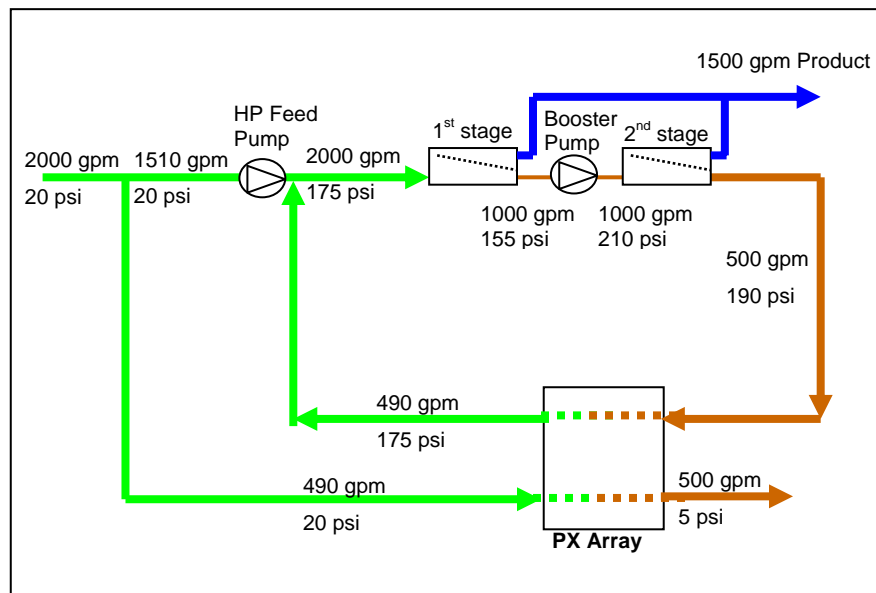 1500 gpm Product
HP Feed
Pump
1st stage
Booster
Pump
2nd stage
2000 gpm
20 psi
1510 gpm
20 psi
2000 gpm
175 psi
1000 gpm
155 psi
1000 gpm
210 psi
500 gpm
190 psi
490 gpm
175 psi
490 gpm
20 psi
500 gpm
5 psi
PX Array